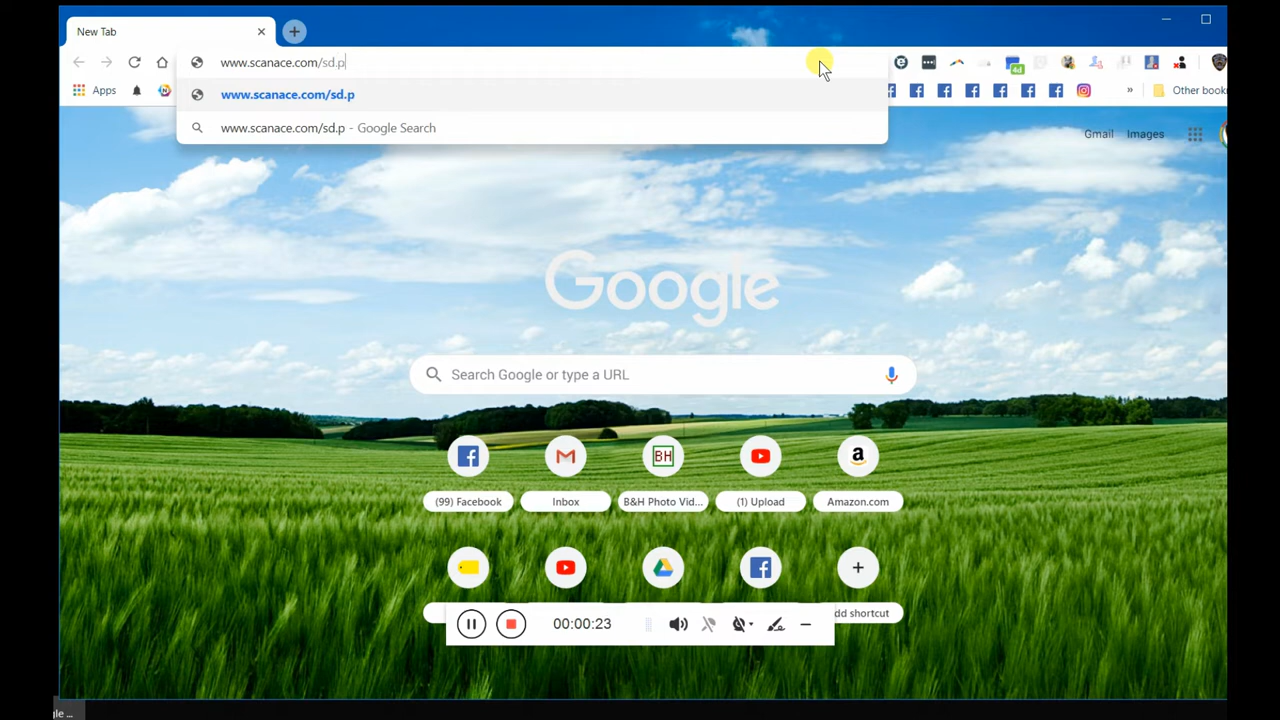 New Tab
www.scanace.com/sd.p
4d
Apps
Other book
www.scanace.com/sd.p
www.scanace.com/sd.p - Google Search
Gmail
Images
Google
Search Google or type a URL
BH
a
(99) Facebook
Inbox
B&H Photo Vid...
(1) Upload
Amazon.com
dd shortcut
00:00:23
gle ...